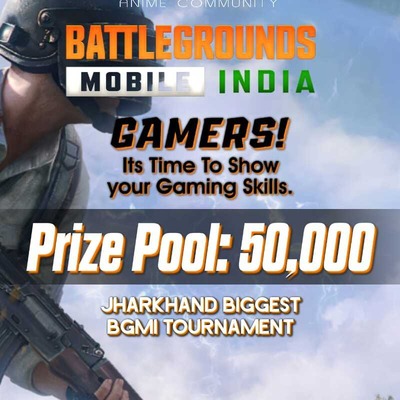 ANIME COMMUNITY
BATTLEGROUNDS
MOBILE INDIA
GAMERS!
Its Time To Show
your Gaming Skills.
Prize Pool: 50,000
JHARKHAND BIGGEST
BGMI TOURNAMENT